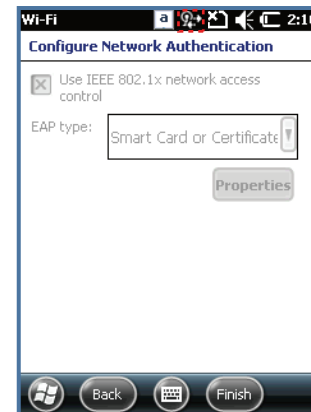 Wi-Fi a 2:1
Configure Network Authentication
Use IEEE 802.1x network access
control
EAP type:
Smart Card or Certificate
Properties
Back Finish